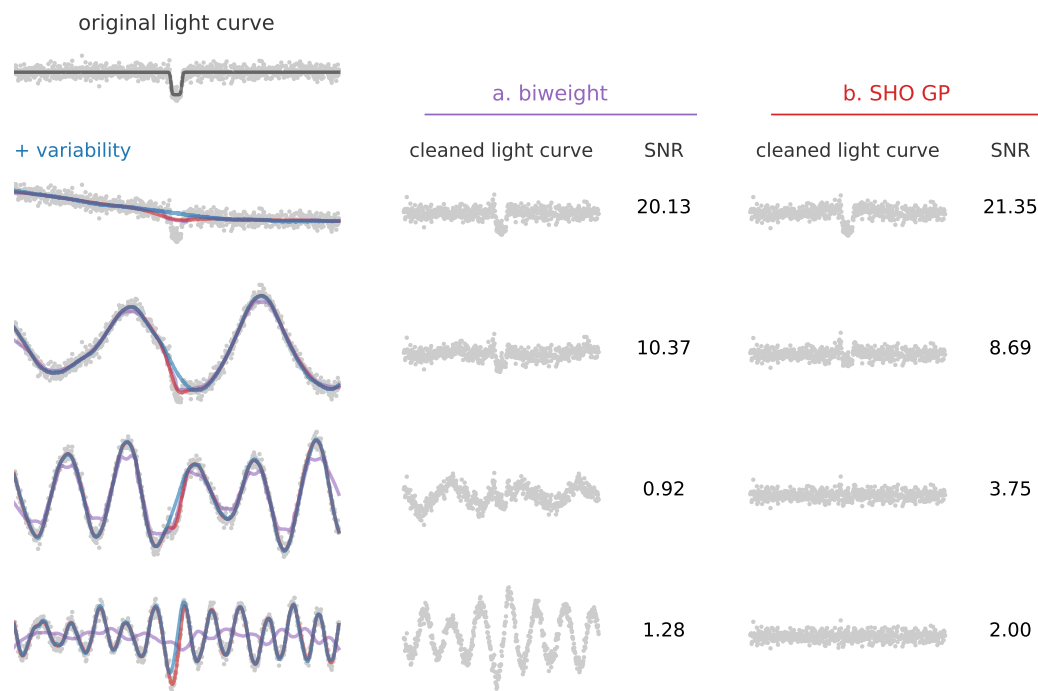 original light curve
a. biweight
b. SHO GP
+ variability
cleaned light curve SNR
cleaned light curve SNR
20.13
21.35
10.37
8.69
0.92
3.75
1.28
2.00